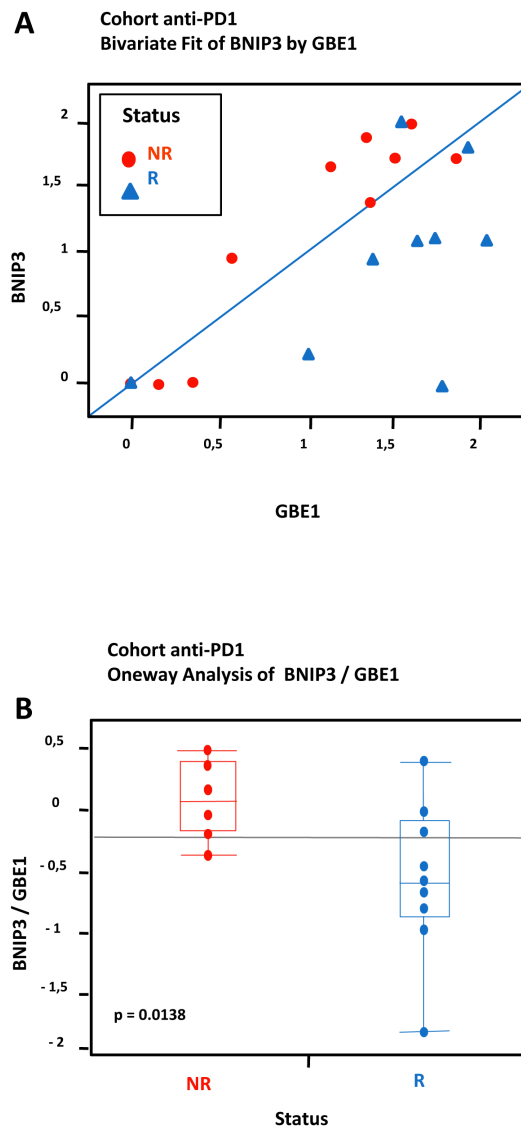 A
Cohort anti-PD1
Bivariate Fit of BNIP3 by GBE1
Status
NR
R
2
1,5
1
0,5
0
BNIP3
0
0,5
1
1,5
2
GBE1
Cohort anti-PD1
Oneway Analysis of BNIP3 / GBE1
B
0,5
0
- 0,5
- 1
- 1,5
- 2
BNIP3 / GBE1
p = 0.0138
NR
R
Status